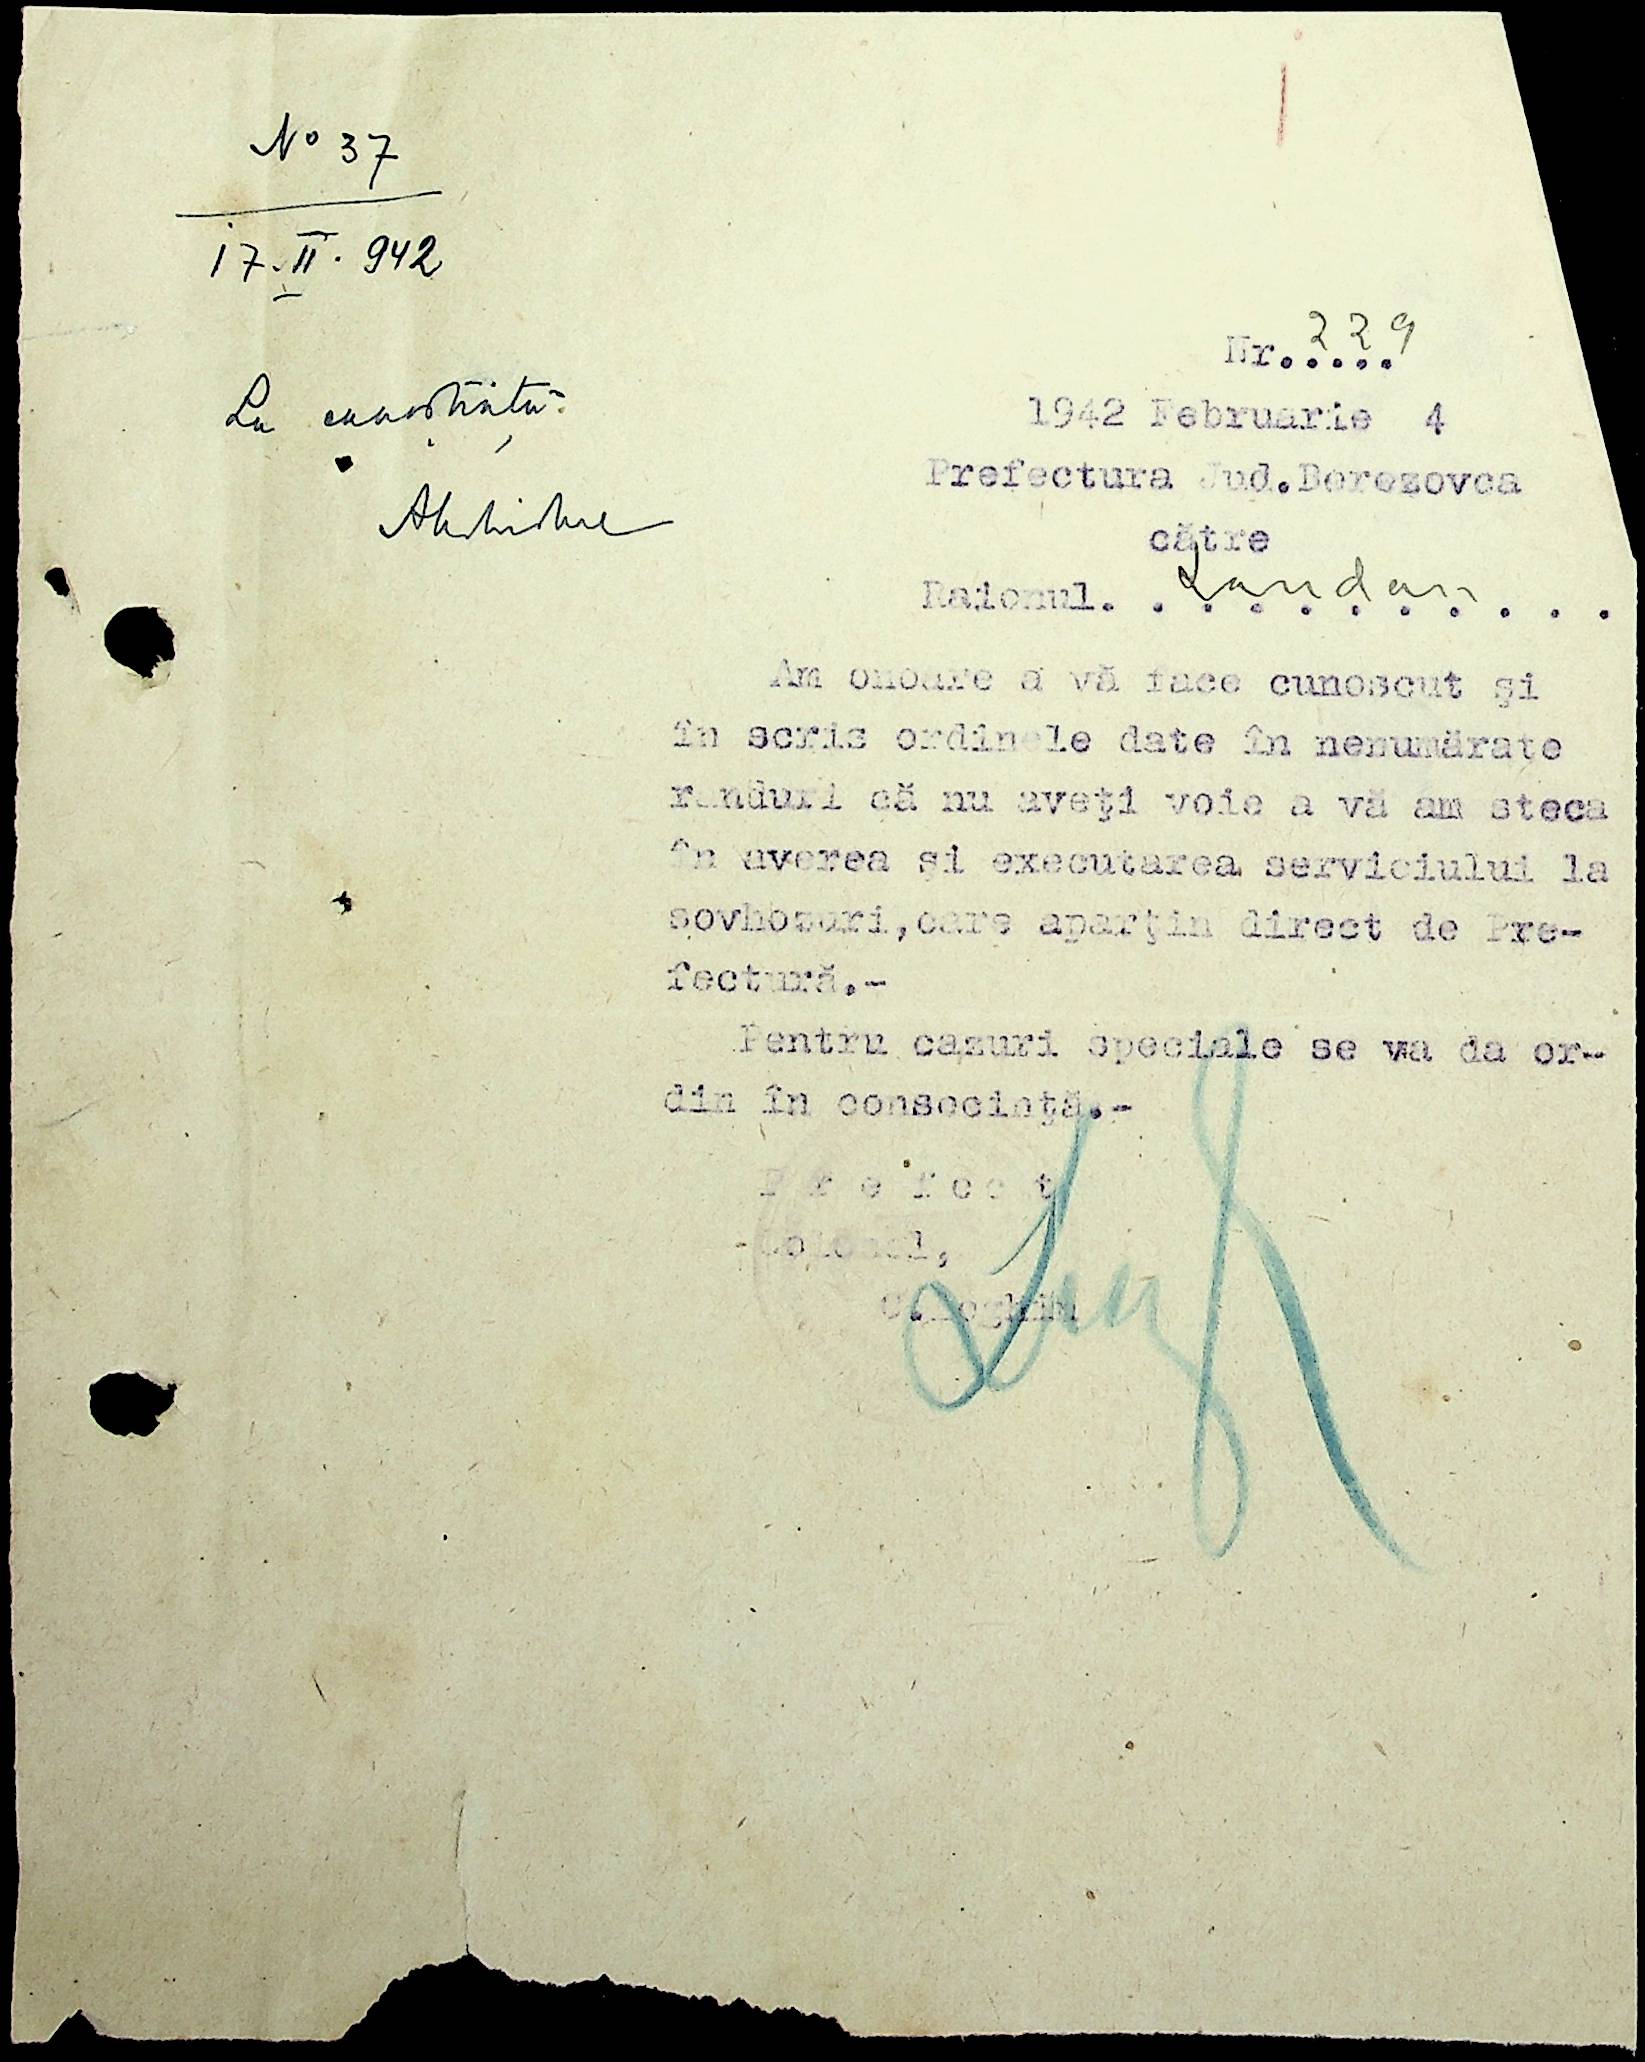 No 37
17.II.942
La cunoștință
Nr.....229
1942 Februarie 4
Prefectura Jud.Berezovca
către
Raionul. . Landau . . .
Am onoare a vă face cunoscut şi
în scris ordinele date în nenumărate
rânduri că nu aveţi voie a vă am steca
în averea şi executarea serviciului la
sovhozuri,care aparţin direct de Pre-
fectură.-
Pentru cazuri speciale se va da or-
din în consecinţă.-
P r e f e c t
Colonel,